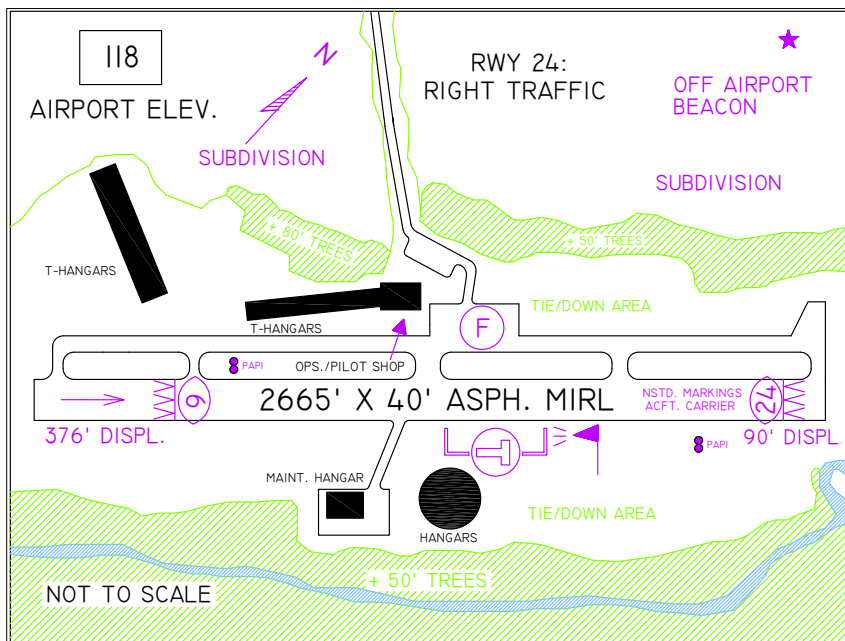 118
AIRPORT ELEV.
N
SUBDIVISION
RWY 24:
RIGHT TRAFFIC
OFF AIRPORT
BEACON
SUBDIVISION
+ 80' TREES
+ 50' TREES
T-HANGARS
T-HANGARS
TIE/DOWN AREA
F
OPS./PILOT SHOP
PAPI
9
2665' X 40' ASPH. MIRL
NSTD. MARKINGS
ACFT. CARRIER
24
376' DISPL.
PAPI
90' DISPL.
MAINT. HANGAR
HANGARS
TIE/DOWN AREA
+ 50' TREES
NOT TO SCALE